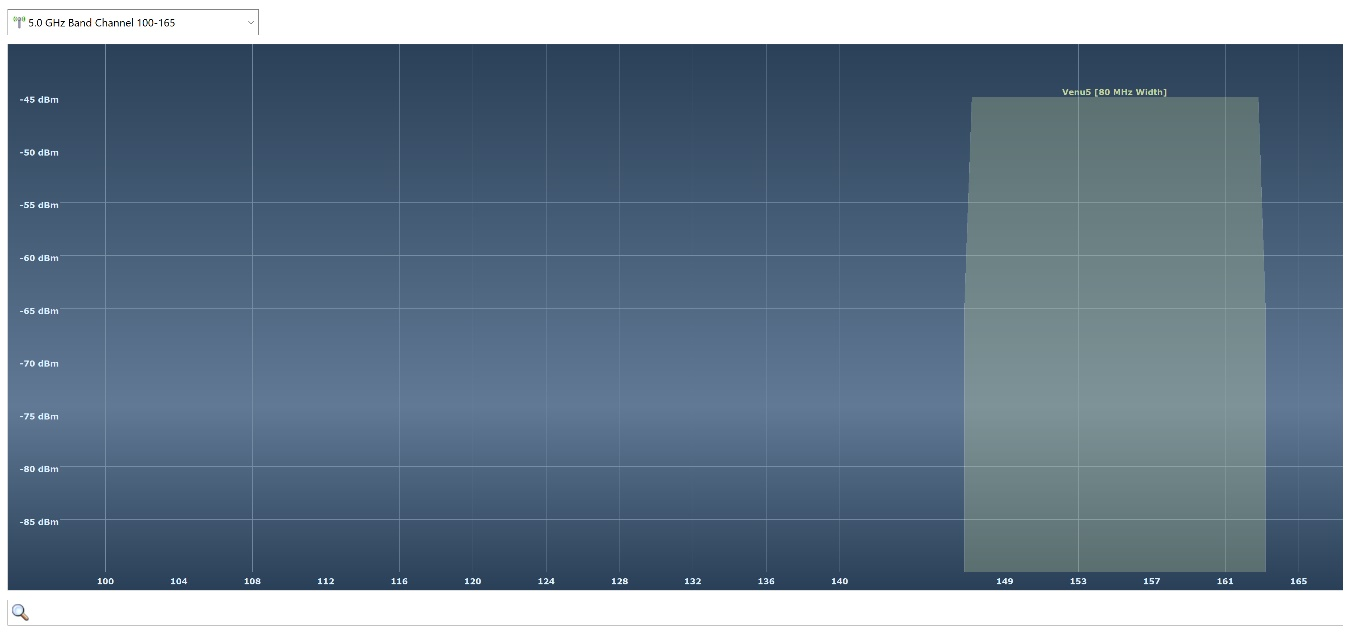 5.0 GHz Band Channel 100-165
Venu5 [80 MHz Width]
-45 dBm
-50 dBm
-55 dBm
-60 dBm
-65 dBm
-70 dBm
-75 dBm
-80 dBm
-85 dBm
100 104 108 112 116 120 124 128 132 136 140 149 153 157 161 165